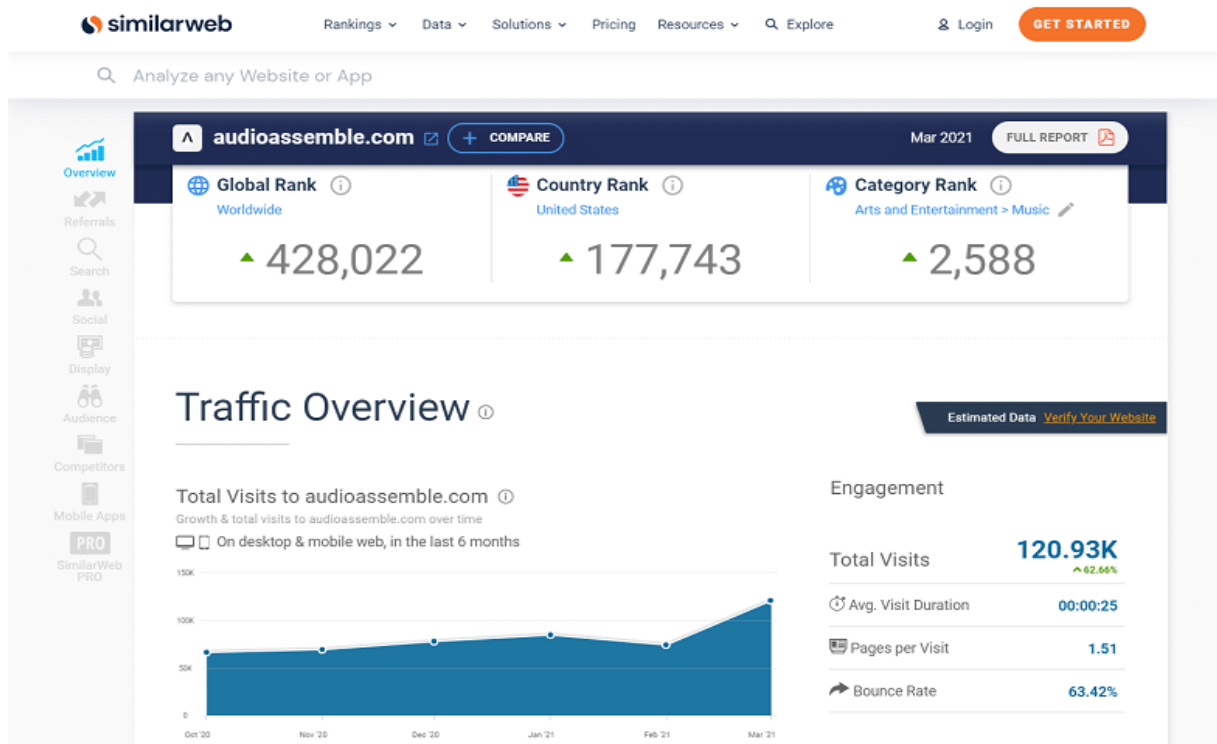 similarweb Rankings Data Solutions Pricing Resources Explore Login GET STARTED
Analyze any Website or App
audioassemble.com + COMPARE Mar 2021 FULL REPORT
Overview
Referrals
Search
Social
Display
Audience
Competitors
Mobile Apps
PRO
SimilarWeb
PRO
Global Rank
Worldwide
428,022
Country Rank
United States
177,743
Category Rank
Arts and Entertainment > Music
2,588
Traffic Overview
Estimated Data Verify Your Website
Total Visits to audioassemble.com
Growth & total visits to audioassemble.com over time
On desktop & mobile web, in the last 6 months
150K
100K
50K
0
Oct '20 Nov '20 Dec '20 Jan '21 Feb '21 Mar '21
Engagement
Total Visits 120.93K
62.66%
Avg. Visit Duration 00:00:25
Pages per Visit 1.51
Bounce Rate 63.42%